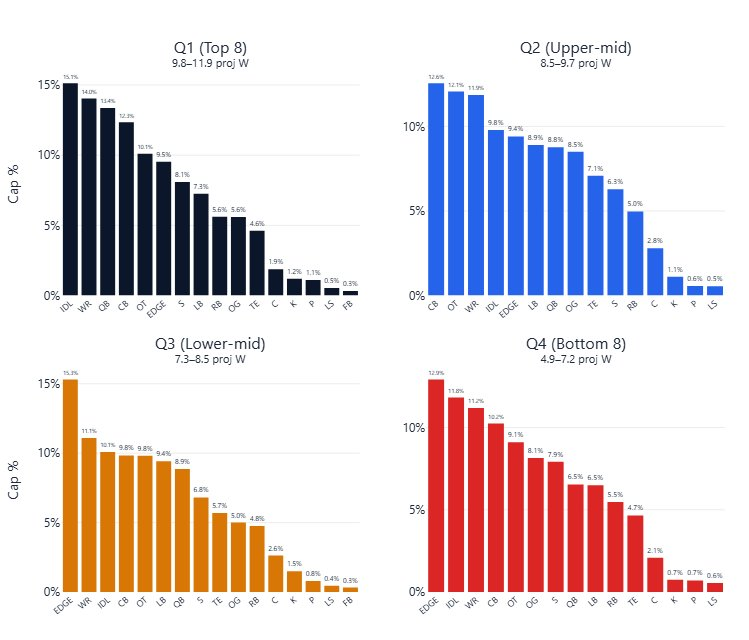 Q1 (Top 8)
9.8–11.9 proj W
Cap %
15%
10%
5%
0%
15.1%
14.0%
13.4%
12.3%
10.1%
9.5%
8.1%
7.3%
5.6%
5.6%
4.6%
1.9%
1.2%
1.1%
0.5%
0.3%
IDL
WR
QB
CB
OT
EDGE
S
LB
RB
OG
TE
C
K
P
LS
FB
Q2 (Upper-mid)
8.5–9.7 proj W
10%
5%
0%
12.6%
12.1%
11.9%
9.8%
9.4%
8.9%
8.8%
8.5%
7.1%
6.3%
5.0%
2.8%
1.1%
0.6%
0.5%
CB
OT
WR
IDL
EDGE
LB
QB
OG
TE
S
RB
C
K
P
LS
Q3 (Lower-mid)
7.3–8.5 proj W
Cap %
15%
10%
5%
0%
15.3%
11.1%
10.1%
9.8%
9.8%
9.4%
8.9%
6.8%
5.7%
5.0%
4.8%
2.6%
1.5%
0.8%
0.4%
0.3%
EDGE
WR
IDL
CB
OT
LB
QB
S
TE
OG
RB
C
K
P
LS
FB
Q4 (Bottom 8)
4.9–7.2 proj W
10%
5%
0%
12.9%
11.8%
11.2%
10.2%
9.1%
8.1%
7.9%
6.5%
6.5%
5.5%
4.7%
2.1%
0.7%
0.7%
0.6%
EDGE
IDL
WR
CB
OT
OG
S
QB
LB
RB
TE
C
K
P
LS